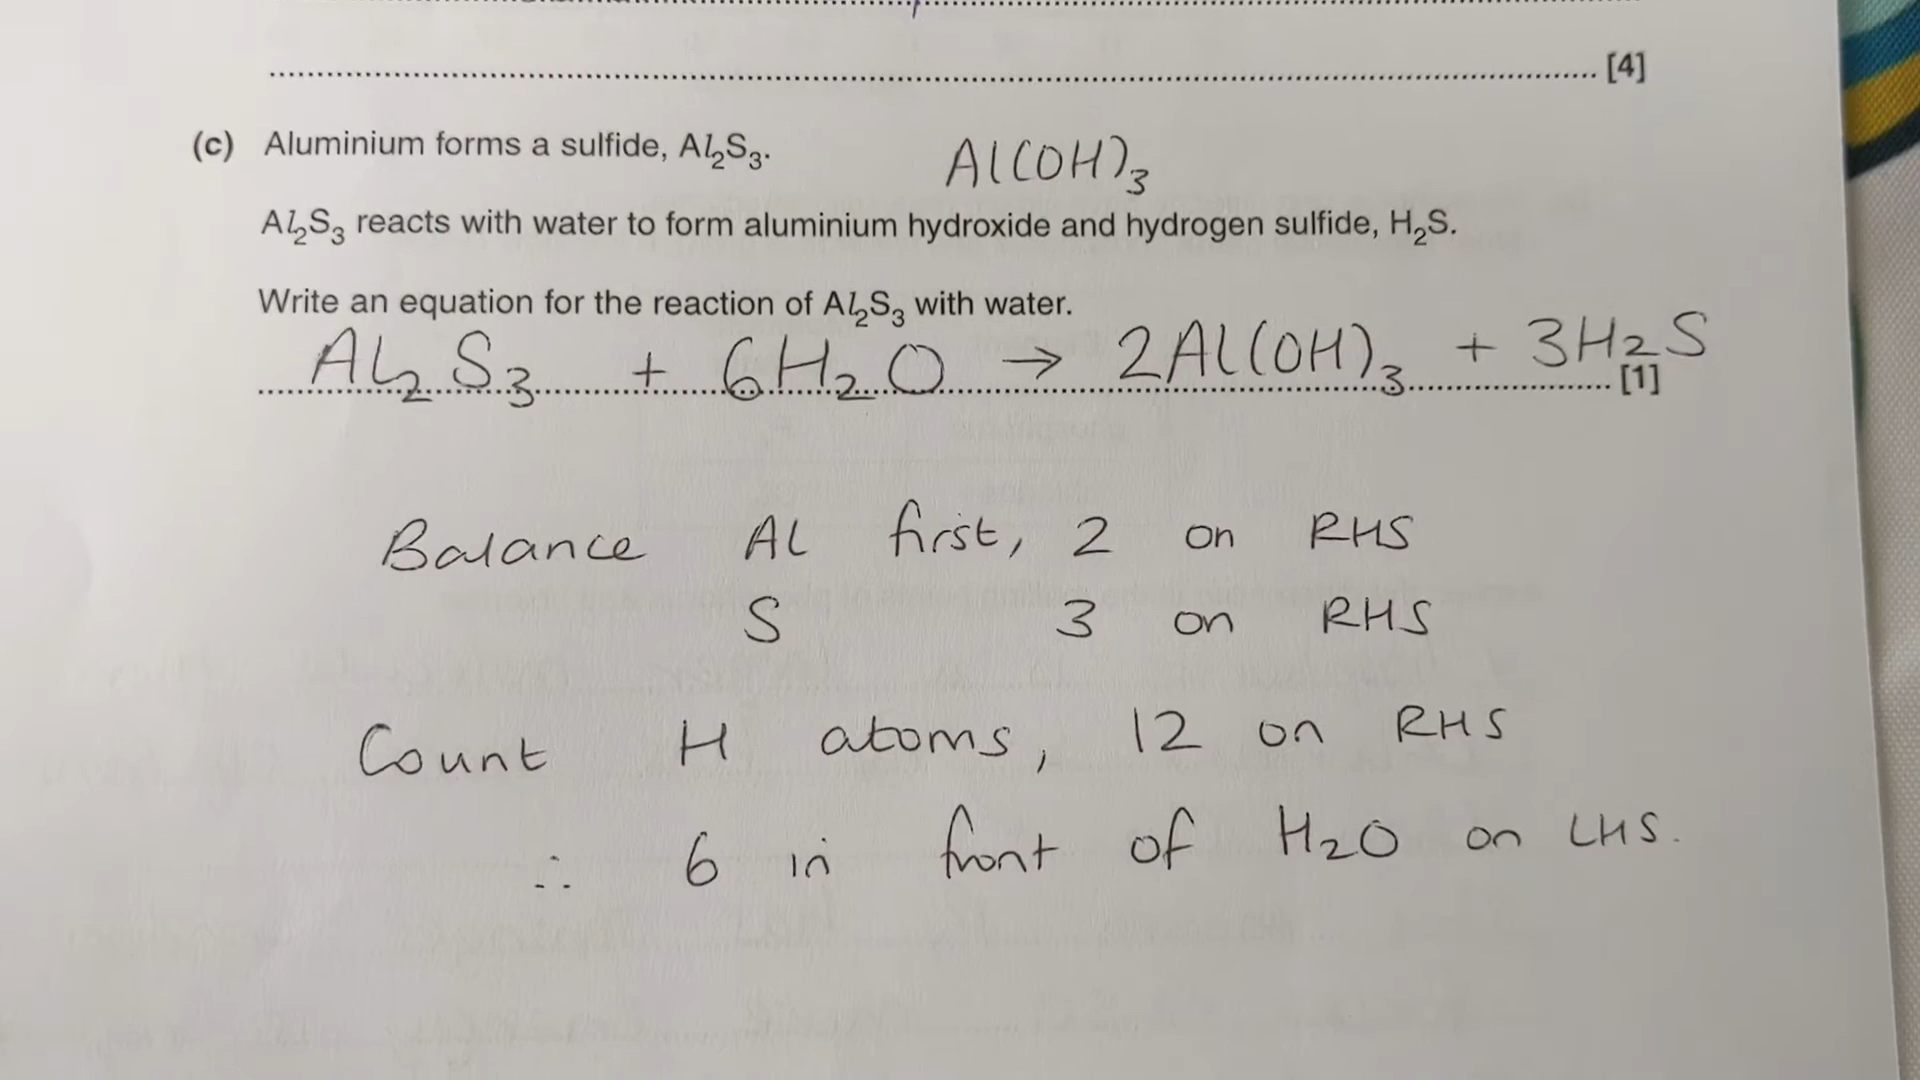 [4]
(c) Aluminium forms a sulfide, Al₂S₃.
Al(OH)₃
Al₂S₃ reacts with water to form aluminium hydroxide and hydrogen sulfide, H₂S.
Write an equation for the reaction of Al₂S₃ with water.
Al₂S₃ + 6H₂O → 2Al(OH)₃ + 3H₂S
[1]
Balance Al first, 2 on RHS
S 3 on RHS
Count H atoms, 12 on RHS
∴ 6 in front of H₂O on LHS.